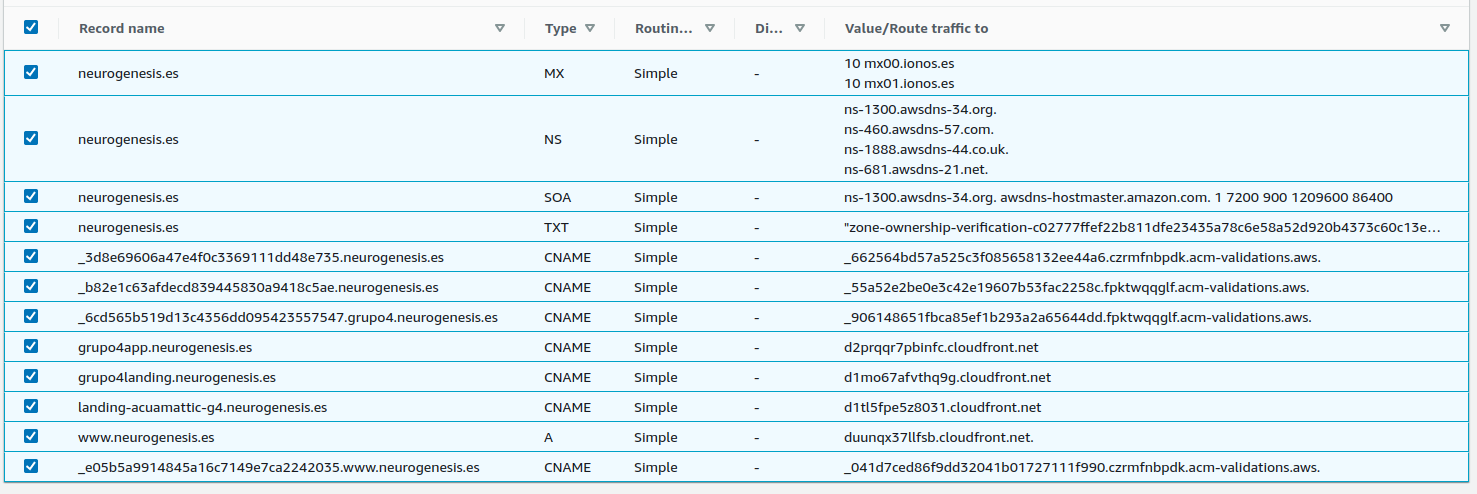 Record name Type Routin... Di... Value/Route traffic to
neurogenesis.es MX Simple - 10 mx00.ionos.es
10 mx01.ionos.es
neurogenesis.es NS Simple - ns-1300.awsdns-34.org.
ns-460.awsdns-57.com.
ns-1888.awsdns-44.co.uk.
ns-681.awsdns-21.net.
neurogenesis.es SOA Simple - ns-1300.awsdns-34.org. awsdns-hostmaster.amazon.com. 1 7200 900 1209600 86400
neurogenesis.es TXT Simple - "zone-ownership-verification-c02777ffef22b811dfe23435a78c6e58a52d920b4373c60c13e...
_3d8e69606a47e4f0c3369111dd48e735.neurogenesis.es CNAME Simple - _662564bd57a525c3f085658132ee44a6.czrmfnbpdk.acm-validations.aws.
_b82e1c63afdecd839445830a9418c5ae.neurogenesis.es CNAME Simple - _55a52e2be0e3c42e19607b53fac2258c.fpktwqqglf.acm-validations.aws.
_6cd565b519d13c4356dd095423557547.grupo4.neurogenesis.es CNAME Simple - _906148651fbca85ef1b293a2a65644dd.fpktwqqglf.acm-validations.aws.
grupo4app.neurogenesis.es CNAME Simple - d2prqqr7pbinfc.cloudfront.net
grupo4landing.neurogenesis.es CNAME Simple - d1mo67afvthq9g.cloudfront.net
landing-acuamattic-g4.neurogenesis.es CNAME Simple - d1tl5fpe5z8031.cloudfront.net
www.neurogenesis.es A Simple - duunqx37llfsb.cloudfront.net.
_e05b5a9914845a16c7149e7ca2242035.www.neurogenesis.es CNAME Simple - _041d7ced86f9dd32041b01727111f990.czrmfnbpdk.acm-validations.aws.